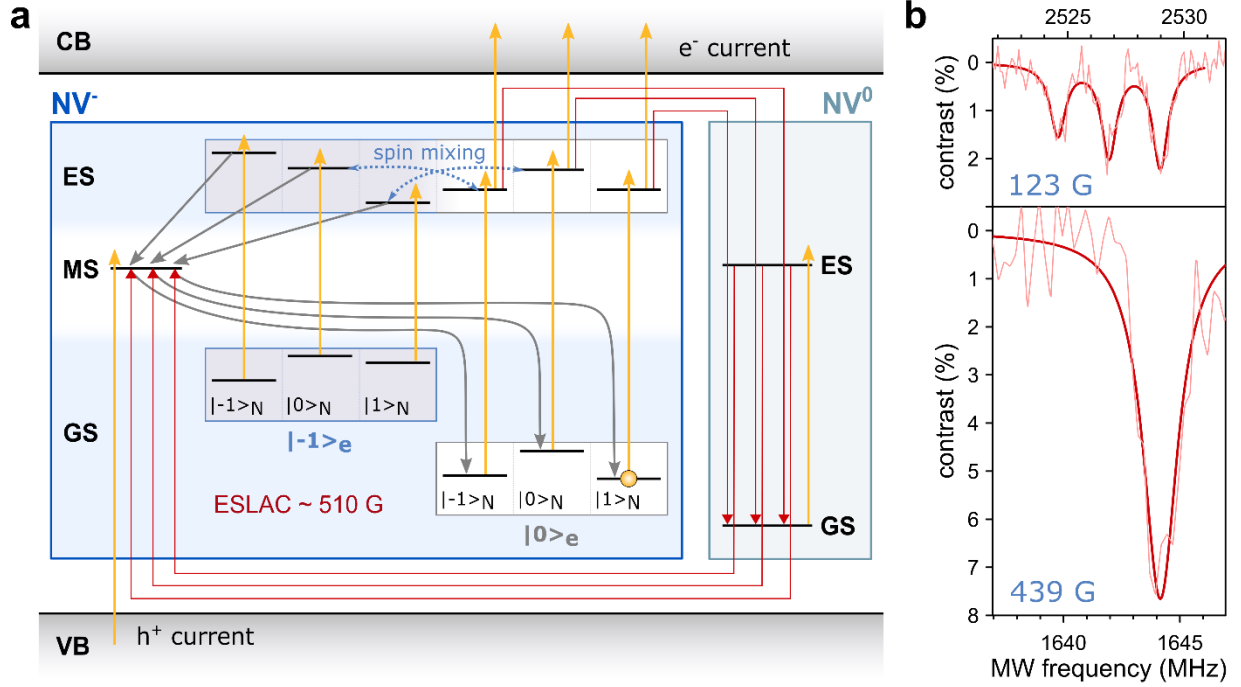 a
CB
e⁻ current
NV⁻
NV⁰
ES
spin mixing
MS
ES
|-1>N
|0>N
|1>N
|-1>e
GS
|-1>N
|0>N
|1>N
ESLAC ~ 510 G
|0>e
GS
h⁺ current
VB
b
2525
2530
0
1
2
contrast (%)
123 G
0
1
2
3
4
5
6
7
8
contrast (%)
439 G
1640
1645
MW frequency (MHz)